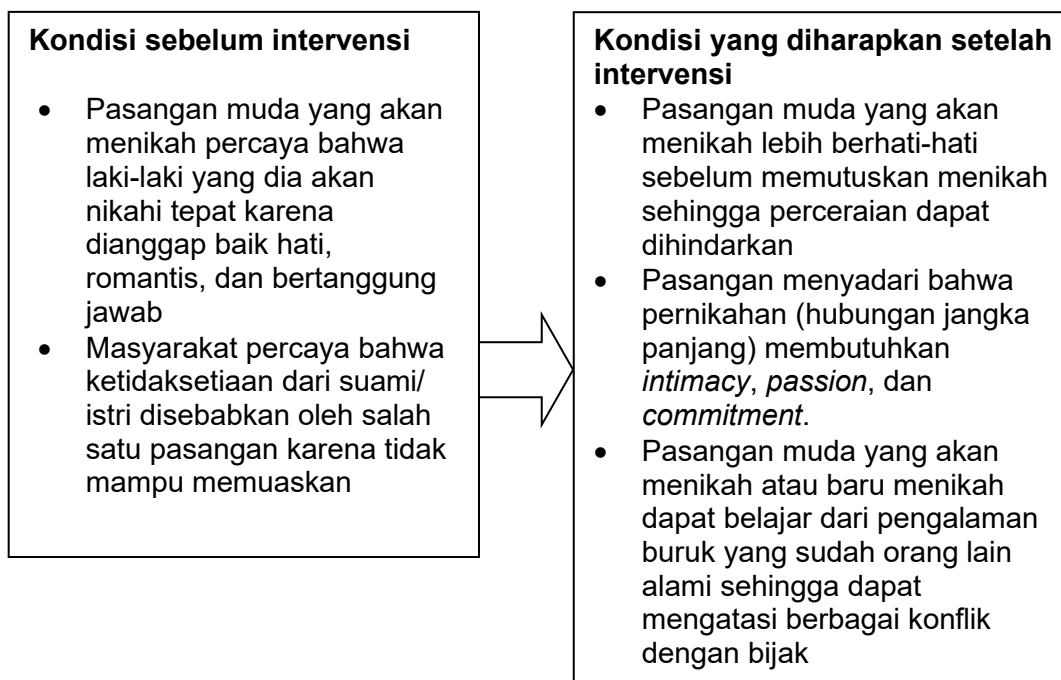 Kondisi sebelum intervensi
• Pasangan muda yang akan
menikah percaya bahwa
laki-laki yang dia akan
nikahi tepat karena
dianggap baik hati,
romantis, dan bertanggung
jawab
• Masyarakat percaya bahwa
ketidaksetiaan dari suami/
istri disebabkan oleh salah
satu pasangan karena tidak
mampu memuaskan
Kondisi yang diharapkan setelah
intervensi
• Pasangan muda yang akan
menikah lebih berhati-hati
sebelum memutuskan menikah
sehingga perceraian dapat
dihindarkan
• Pasangan menyadari bahwa
pernikahan (hubungan jangka
panjang) membutuhkan
intimacy, passion, dan
commitment.
• Pasangan muda yang akan
menikah atau baru menikah
dapat belajar dari pengalaman
buruk yang sudah orang lain
alami sehingga dapat
mengatasi berbagai konflik
dengan bijak